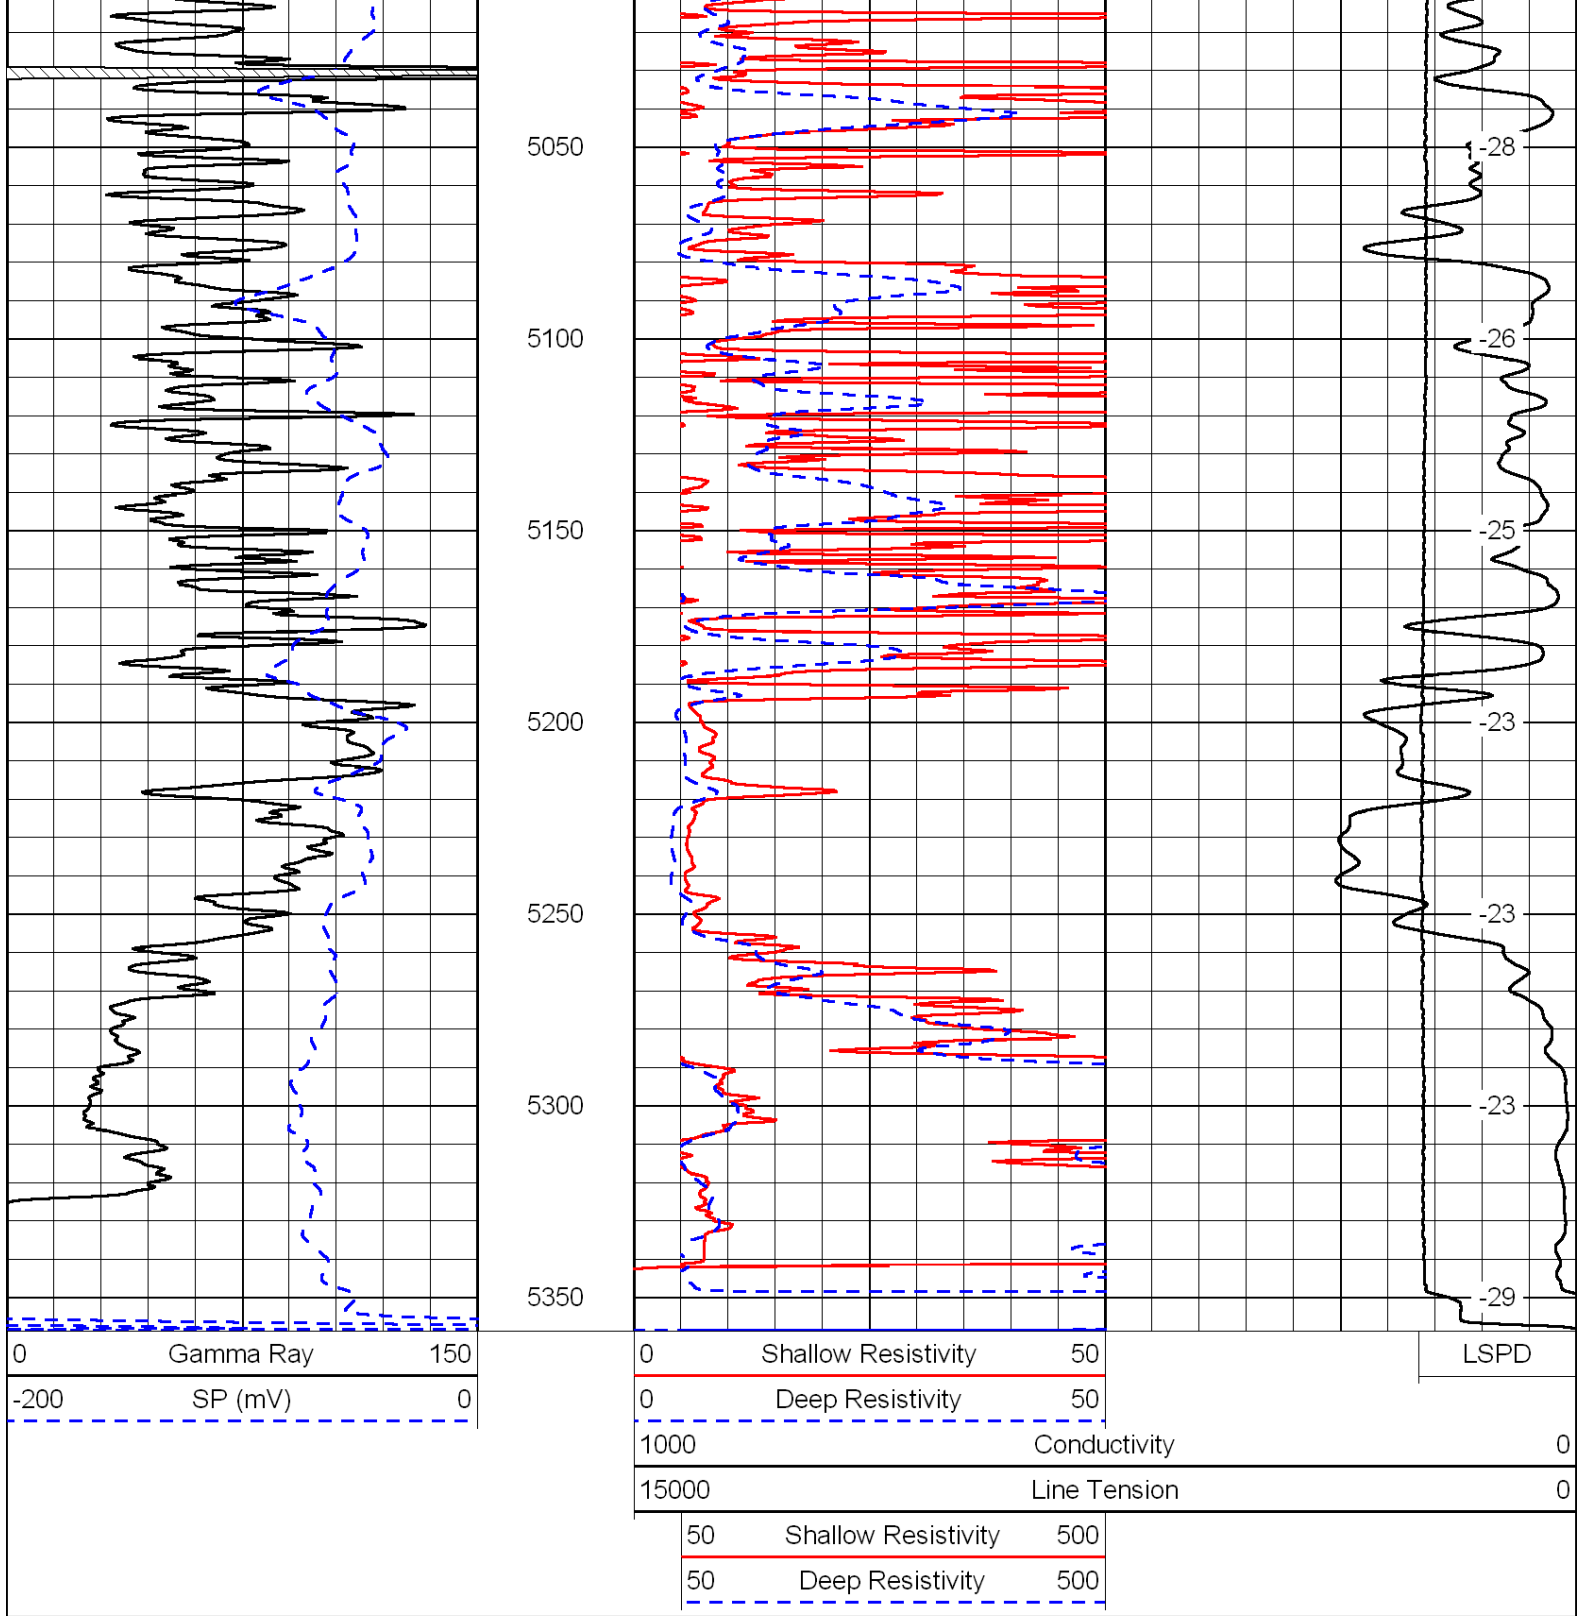 5050 -28
5100 -26
5150 -25
5200 -23
5250 -23
5300 -23
5350 -29
0 Gamma Ray 150 0 Shallow Resistivity 50 LSPD
-200 SP (mV) 0 0 Deep Resistivity 50
1000 Conductivity 0
15000 Line Tension 0
50 Shallow Resistivity 500
50 Deep Resistivity 500